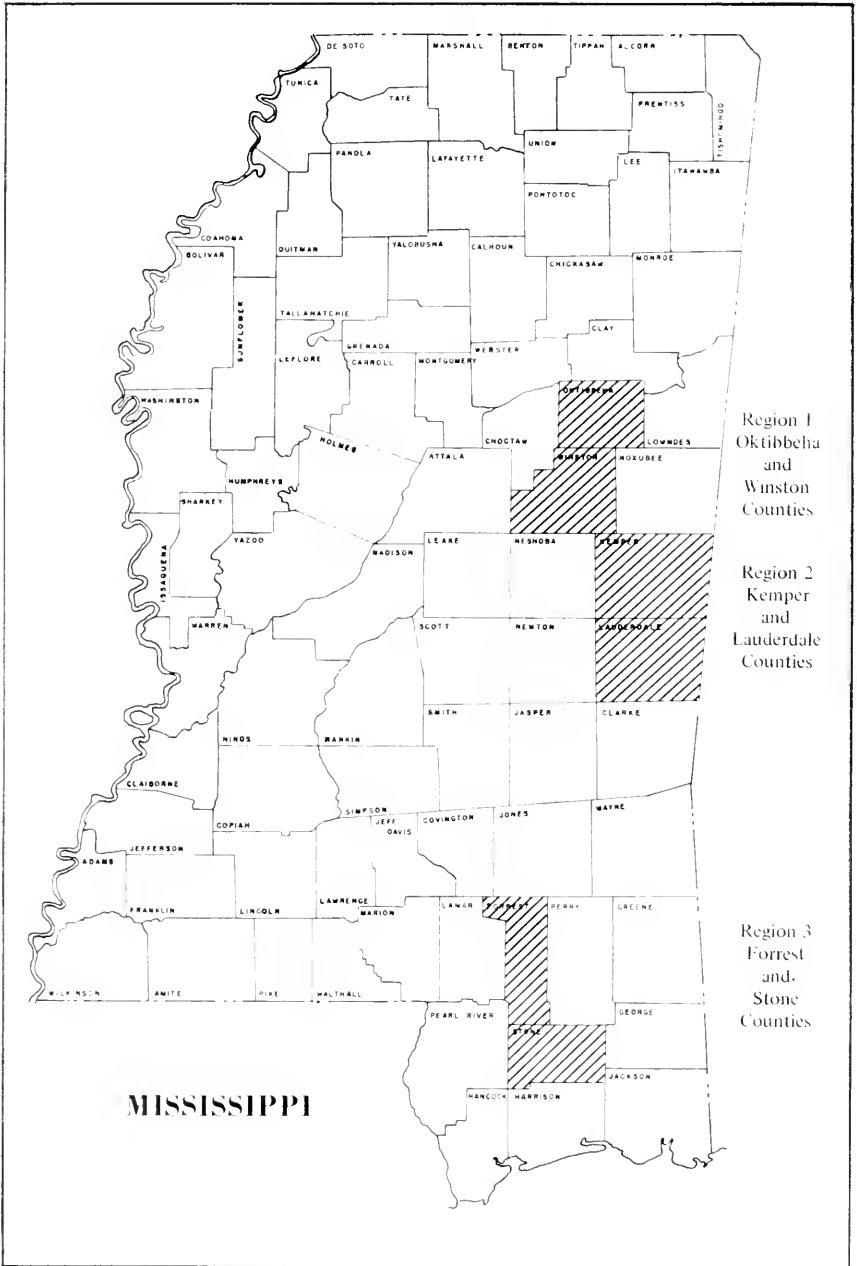 DE SOTO
MARSHALL
BENTON
TIPPAH
ALCORN
TUNICA
TATE
PRENTISS
TISHOMINGO
PANOLA
LAFAYETTE
UNION
LEE
ITAWAMBA
PONTOTOC
COAHOMA
QUITMAN
YALOBUSHA
CALHOUN
BOLIVAR
CHICKASAW
MONROE
SUNFLOWER
TALLAHATCHIE
CLAY
GRENADA
WEBSTER
LEFLORE
CARROLL
MONTGOMERY
OKTIBBEHA
WASHINGTON
HOLMES
CHOCTAW
LOWNDES
ATTALA
WINSTON
NOXUBEE
HUMPHREYS
SHARKEY
YAZOO
MADISON
LEAKE
NESHOBA
KEMPER
ISSAQUENA
WARREN
SCOTT
NEWTON
LAUDERDALE
SMITH
JASPER
CLARKE
HINDS
RANKIN
CLAIBORNE
SIMPSON
COPIAH
JEFF
DAVIS
COVINGTON
JONES
WAYNE
JEFFERSON
ADAMS
LAWRENCE
FRANKLIN
LINCOLN
MARION
LAMAR
FORREST
PERRY
GREENE
WILKINSON
AMITE
PIKE
WALTHALL
PEARL RIVER
GEORGE
STONE
JACKSON
HANCOCK
HARRISON
Region 1
Oktibbeha
and
Winston
Counties
Region 2
Kemper
and
Lauderdale
Counties
Region 3
Forrest
and
Stone
Counties
MISSISSIPPI